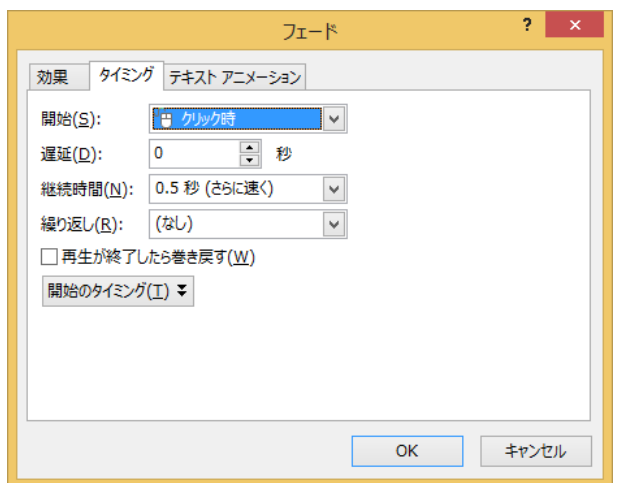 フェード
? ×
効果 タイミング テキスト アニメーション
開始(S): クリック時
遅延(D): 0 秒
継続時間(N): 0.5 秒 (さらに速く)
繰り返し(R): (なし)
再生が終了したら巻き戻す(W)
開始のタイミング(T)
OK キャンセル